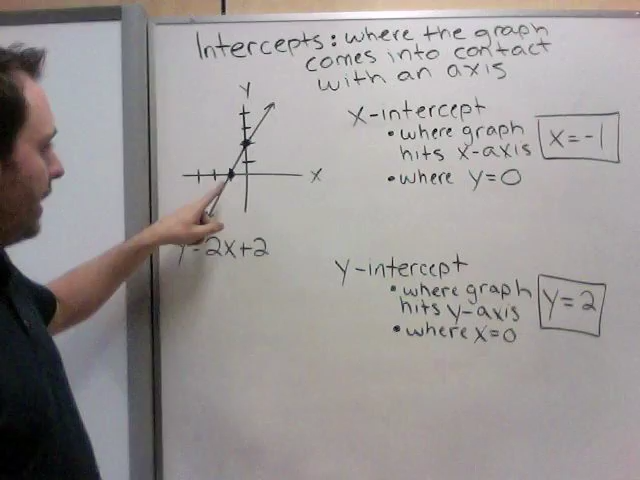 Intercepts: where the graph
comes into contact
with an axis
Y
X
y=2x+2
X-intercept
• where graph
hits x-axis
• where y=0
x=-1
Y-intercept
• where graph
hits y-axis
• where x=0
y=2